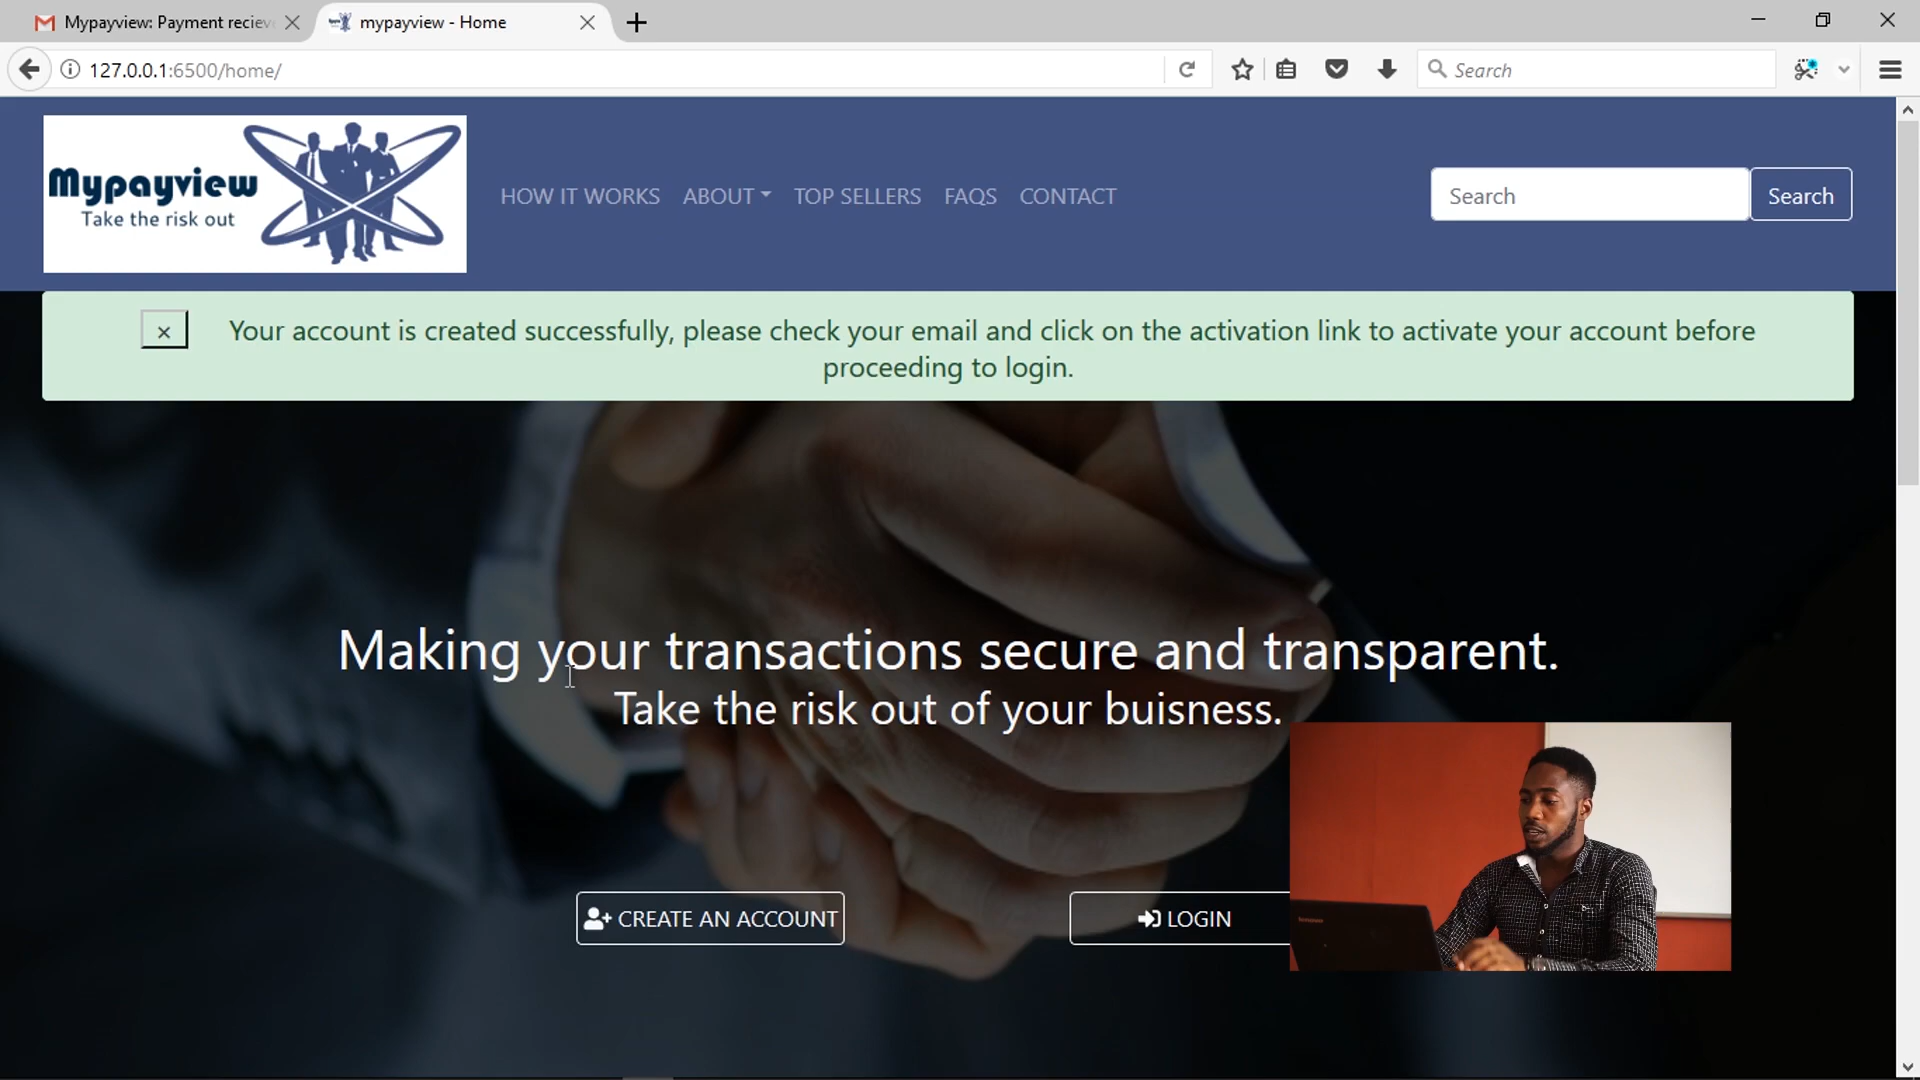 Mypayview: Payment reciev
mypayview - Home
127.0.0.1:6500/home/
Search
Mypayview
Take the risk out
HOW IT WORKS
ABOUT
TOP SELLERS
FAQS
CONTACT
Search
Search
× Your account is created successfully, please check your email and click on the activation link to activate your account before
proceeding to login.
Making your transactions secure and transparent.
Take the risk out of your buisness.
CREATE AN ACCOUNT
LOGIN